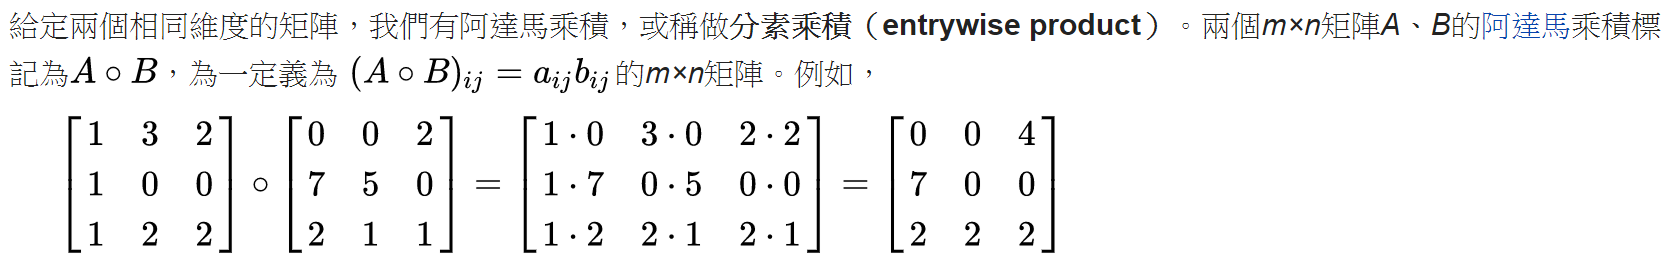 給定兩個相同維度的矩陣，我們有阿達馬乘積，或稱做分素乘積（entrywise product）。兩個m×n矩陣A、B的阿達馬乘積標
記為A ∘ B，為一定義為 (A ∘ B)ij = aijbij 的m×n矩陣。例如，
[1 3 2] ∘ [0 0 2] = [1·0 3·0 2·2] = [0 0 4]
[1 0 0] [7 5 0] [1·7 0·5 0·0] [7 0 0]
[1 2 2] [2 1 1] [1·2 2·1 2·1] [2 2 2]